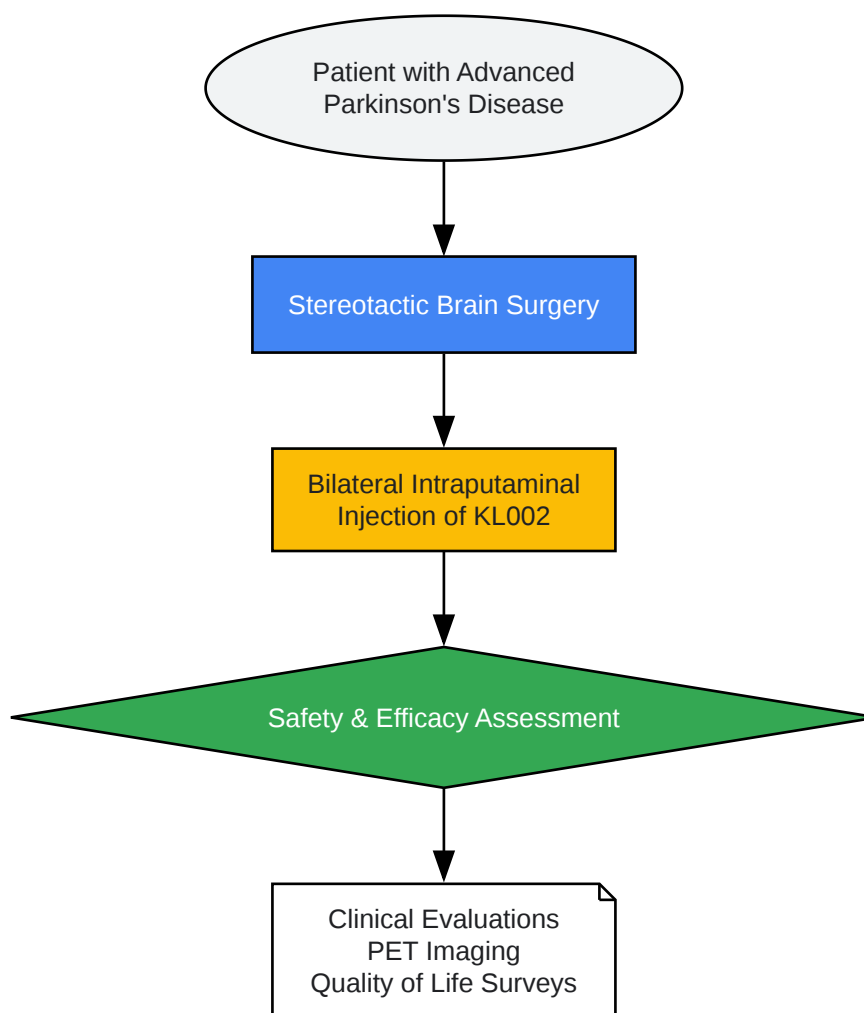 Patient with Advanced
Parkinson's Disease
Stereotactic Brain Surgery
Bilateral Intraputaminal
Injection of KL002
Safety & Efficacy Assessment
Clinical Evaluations
PET Imaging
Quality of Life Surveys